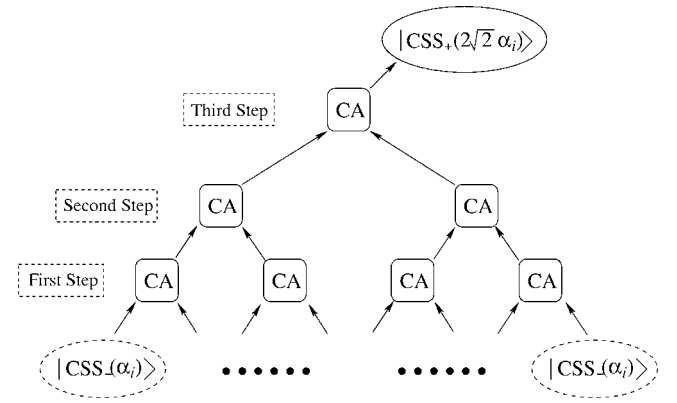 |CSS₊(2√2 αᵢ)⟩
Third Step
CA
Second Step
CA
CA
First Step
CA
CA
CA
CA
|CSS₋(αᵢ)⟩
|CSS₋(αᵢ)⟩